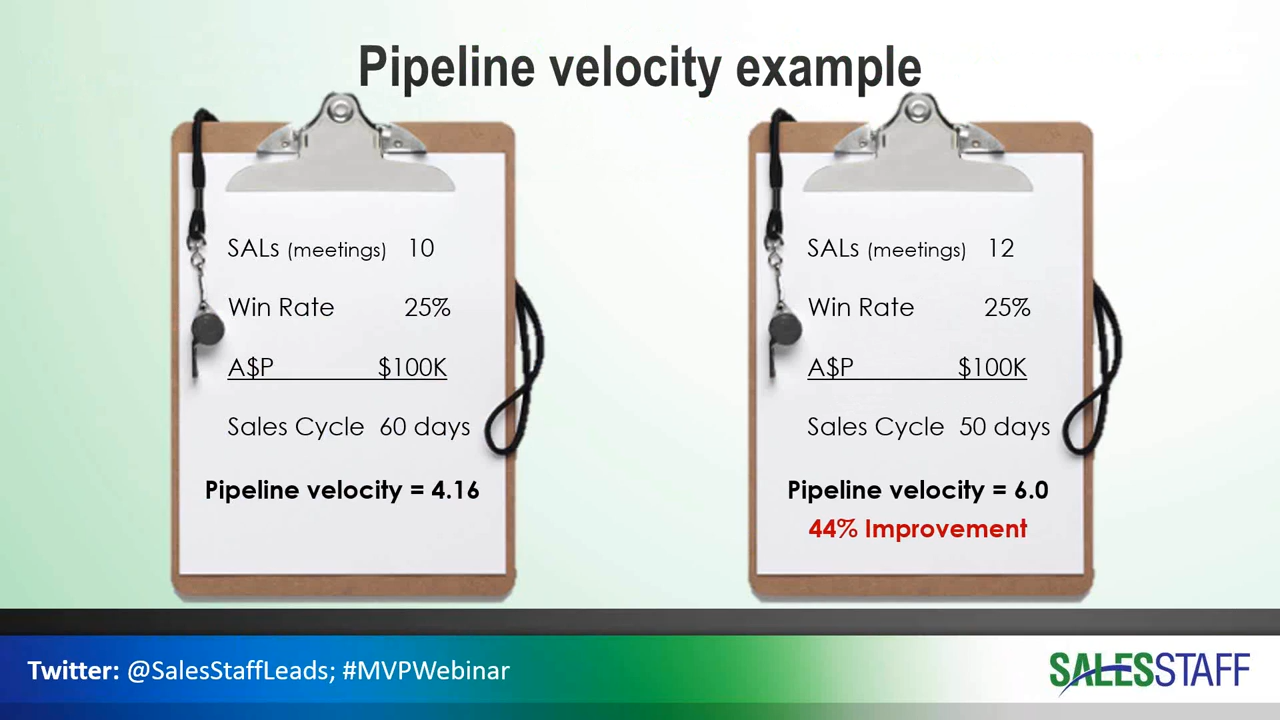 Pipeline velocity example
SALs (meetings) 10
Win Rate 25%
A$P $100K
Sales Cycle 60 days
Pipeline velocity = 4.16
SALs (meetings) 12
Win Rate 25%
A$P $100K
Sales Cycle 50 days
Pipeline velocity = 6.0
44% Improvement
Twitter: @SalesStaffLeads; #MVPWebinar
SALESSTAFF